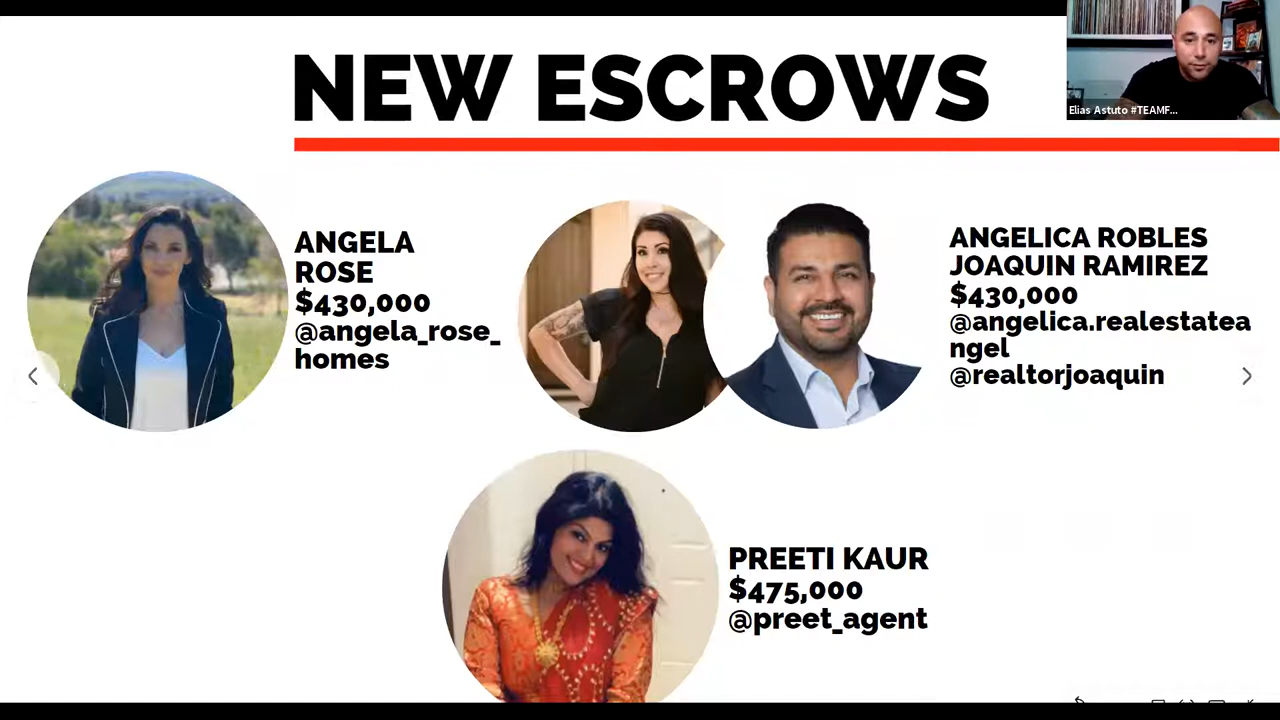 NEW ESCROWS
Elias Astuto #TEAMF...
ANGELA
ROSE
$430,000
@angela_rose_
homes
ANGELICA ROBLES
JOAQUIN RAMIREZ
$430,000
@angelica.realestatea
ngel
@realtorjoaquin
PREETI KAUR
$475,000
@preet_agent